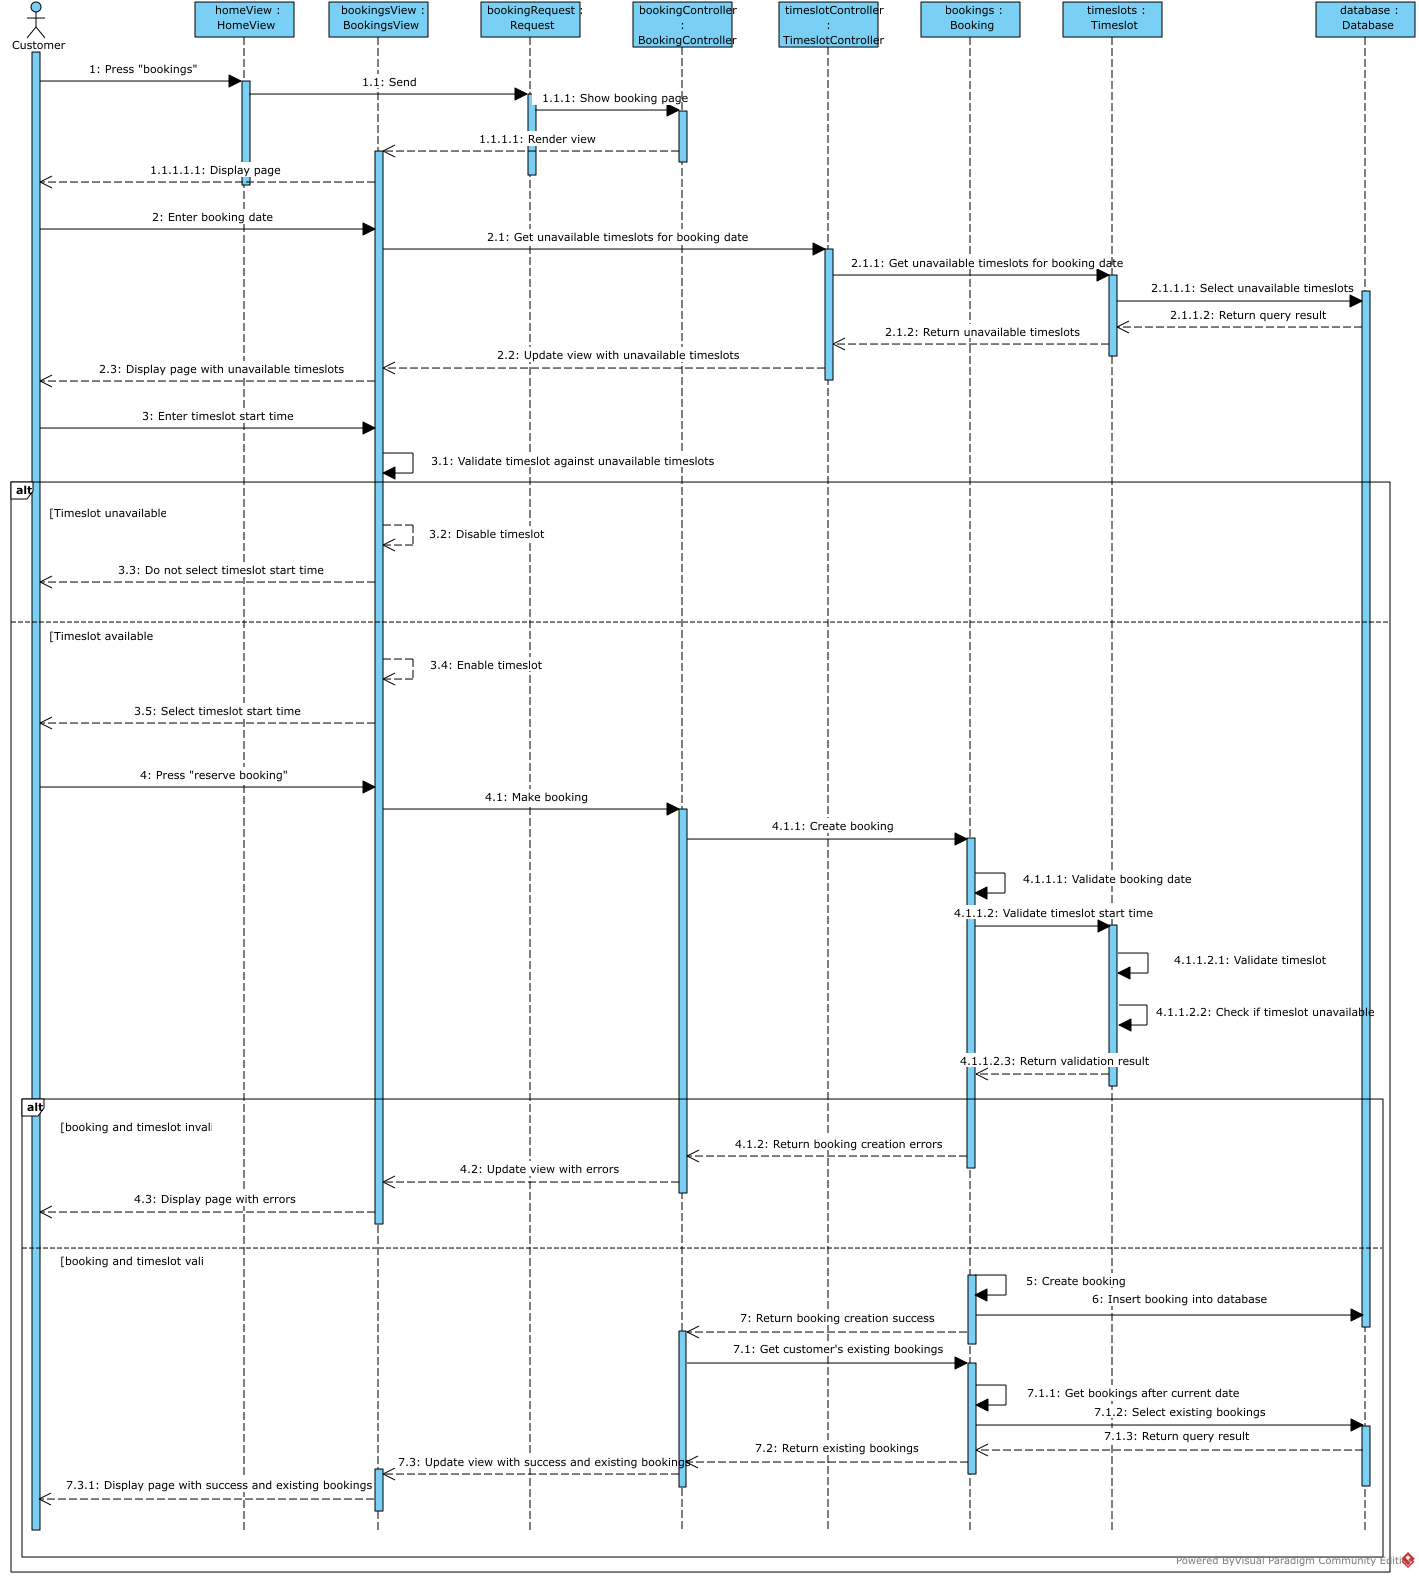 homeView :
HomeView
bookingsView :
BookingsView
bookingRequest :
Request
bookingController
:
BookingController
timeslotController
:
TimeslotController
bookings :
Booking
timeslots :
Timeslot
database :
Database
Customer
1: Press "bookings"
1.1: Send
1.1.1: Show booking page
1.1.1.1: Render view
1.1.1.1.1: Display page
2: Enter booking date
2.1: Get unavailable timeslots for booking date
2.1.1: Get unavailable timeslots for booking date
2.1.1.1: Select unavailable timeslots
2.1.1.2: Return query result
2.1.2: Return unavailable timeslots
2.2: Update view with unavailable timeslots
2.3: Display page with unavailable timeslots
3: Enter timeslot start time
3.1: Validate timeslot against unavailable timeslots
alt
[Timeslot unavailable
3.2: Disable timeslot
3.3: Do not select timeslot start time
[Timeslot available
3.4: Enable timeslot
3.5: Select timeslot start time
4: Press "reserve booking"
4.1: Make booking
4.1.1: Create booking
4.1.1.1: Validate booking date
4.1.1.2: Validate timeslot start time
4.1.1.2.1: Validate timeslot
4.1.1.2.2: Check if timeslot unavailable
4.1.1.2.3: Return validation result
alt
[booking and timeslot invali
4.1.2: Return booking creation errors
4.2: Update view with errors
4.3: Display page with errors
[booking and timeslot vali
5: Create booking
6: Insert booking into database
7: Return booking creation success
7.1: Get customer's existing bookings
7.1.1: Get bookings after current date
7.1.2: Select existing bookings
7.1.3: Return query result
7.2: Return existing bookings
7.3: Update view with success and existing bookings
7.3.1: Display page with success and existing bookings
Powered By Visual Paradigm Community Edition